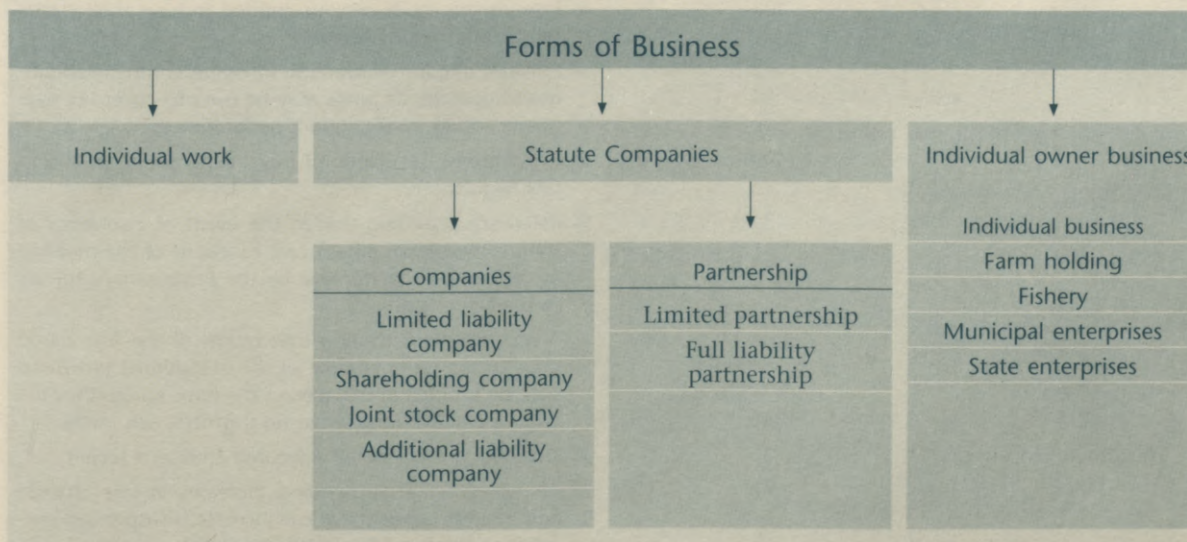 Forms of Business
Individual work
Statute Companies
Companies
Limited liability
company
Shareholding company
Joint stock company
Additional liability
company
Partnership
Limited partnership
Full liability
partnership
Individual owner business
Individual business
Farm holding
Fishery
Municipal enterprises
State enterprises